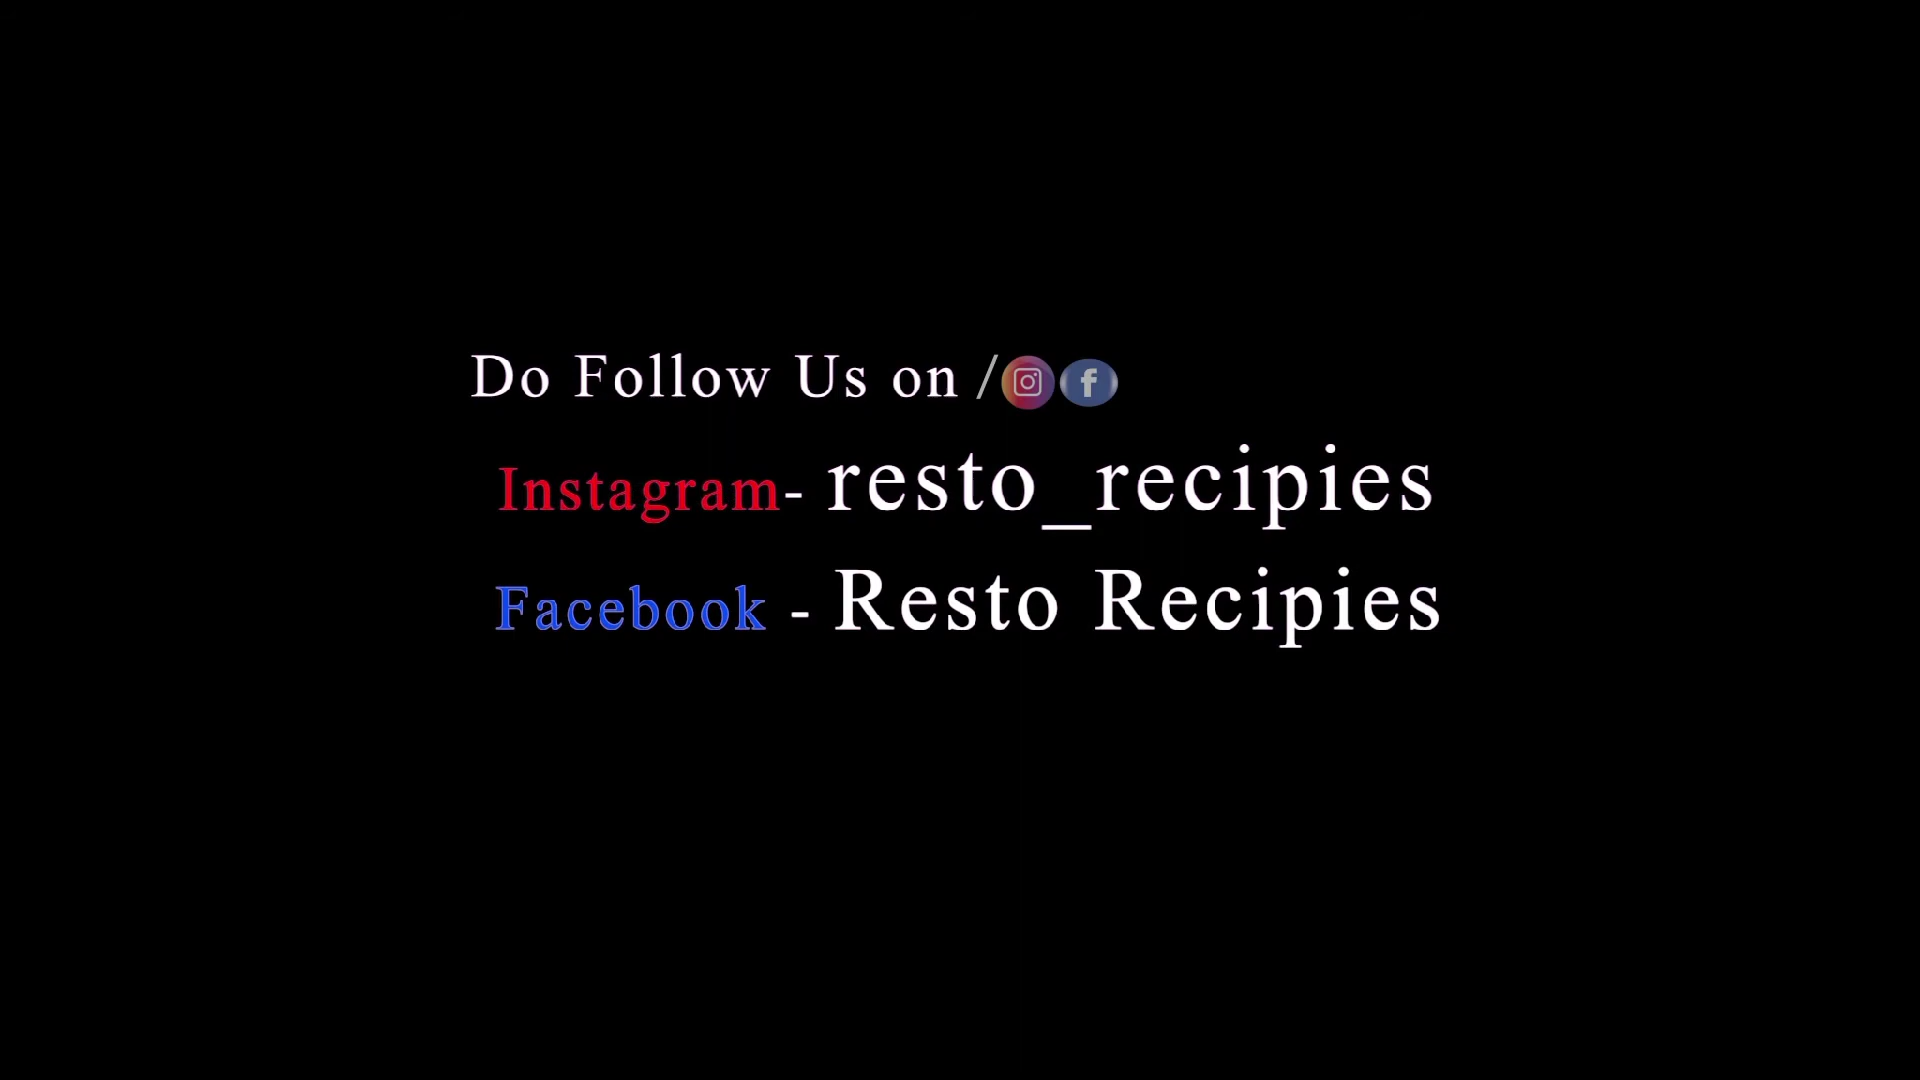 Do Follow Us on /
Instagram- resto_recipies
Facebook - Resto Recipies